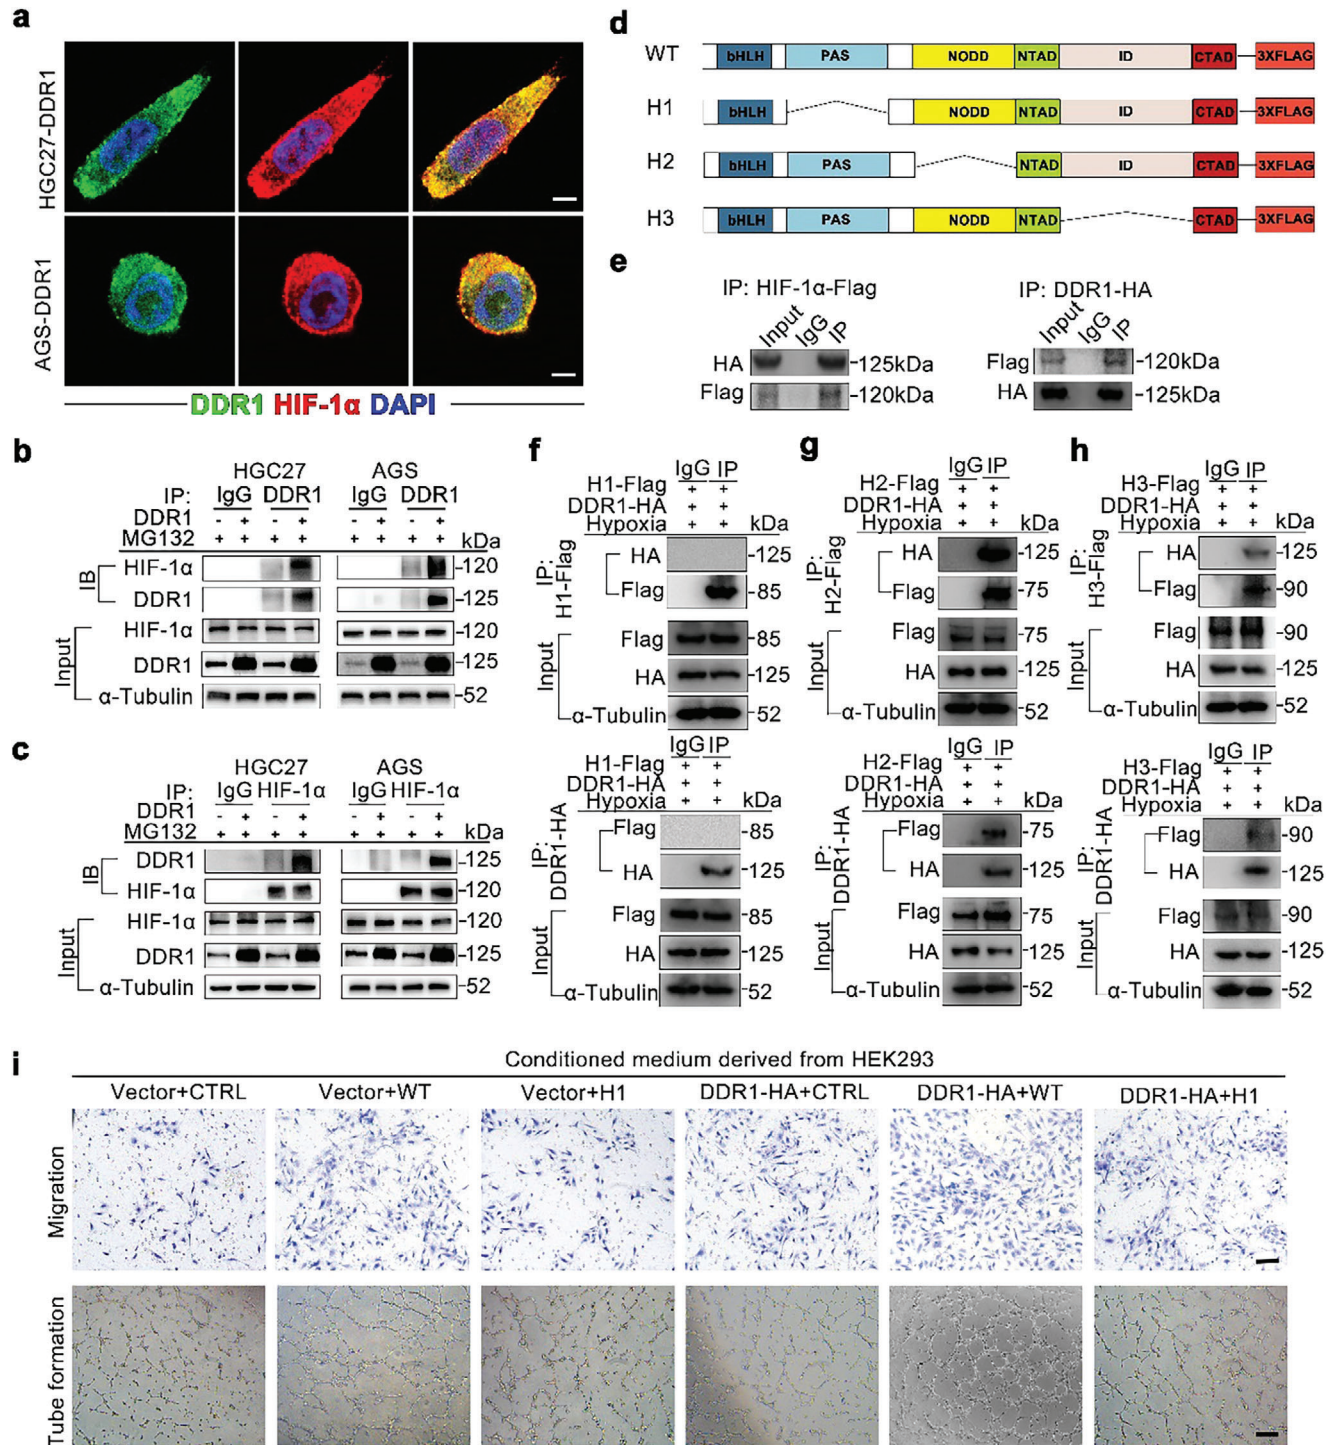 a
HGC27-DDR1
AGS-DDR1
DDR1 HIF-1α DAPI
b
HGC27 AGS
IP: IgG DDR1 IgG DDR1
DDR1 - + - + - + - +
MG132 + + + + + + + + kDa
IB
HIF-1α -120
DDR1 -125
Input
HIF-1α -120
DDR1 -125
α-Tubulin -52
c
HGC27 AGS
IP: IgG HIF-1α IgG HIF-1α
DDR1 - + - + - + - +
MG132 + + + + + + + + kDa
IB
DDR1 -125
HIF-1α -120
Input
HIF-1α -120
DDR1 -125
α-Tubulin -52
d
WT bHLH PAS NODD NTAD ID CTAD 3XFLAG
H1 bHLH NODD NTAD ID CTAD 3XFLAG
H2 bHLH PAS NTAD ID CTAD 3XFLAG
H3 bHLH PAS NODD NTAD CTAD 3XFLAG
e
IP: HIF-1α-Flag
Input IgG IP
HA -125kDa
Flag -120kDa
IP: DDR1-HA
Input IgG IP
Flag -120kDa
HA -125kDa
f
IgG IP
H1-Flag + +
DDR1-HA + +
Hypoxia + + kDa
IP: H1-Flag
HA -125
Flag -85
Input
Flag -85
HA -125
α-Tubulin -52
IgG IP
H1-Flag + +
DDR1-HA + +
Hypoxia + + kDa
IP: DDR1-HA
Flag -85
HA -125
Input
Flag -85
HA -125
α-Tubulin -52
g
IgG IP
H2-Flag + +
DDR1-HA + +
Hypoxia + + kDa
IP: H2-Flag
HA -125
Flag -75
Input
Flag -75
HA -125
α-Tubulin -52
IgG IP
H2-Flag + +
DDR1-HA + +
Hypoxia + + kDa
IP: DDR1-HA
Flag -75
HA -125
Input
Flag -75
HA -125
α-Tubulin -52
h
IgG IP
H3-Flag + +
DDR1-HA + +
Hypoxia + + kDa
IP: H3-Flag
HA -125
Flag -90
Input
Flag -90
HA -125
α-Tubulin -52
IgG IP
H3-Flag + +
DDR1-HA + +
Hypoxia + + kDa
IP: DDR1-HA
Flag -90
HA -125
Input
Flag -90
HA -125
α-Tubulin -52
i
Conditioned medium derived from HEK293
Vector+CTRL Vector+WT Vector+H1 DDR1-HA+CTRL DDR1-HA+WT DDR1-HA+H1
Migration
Tube formation